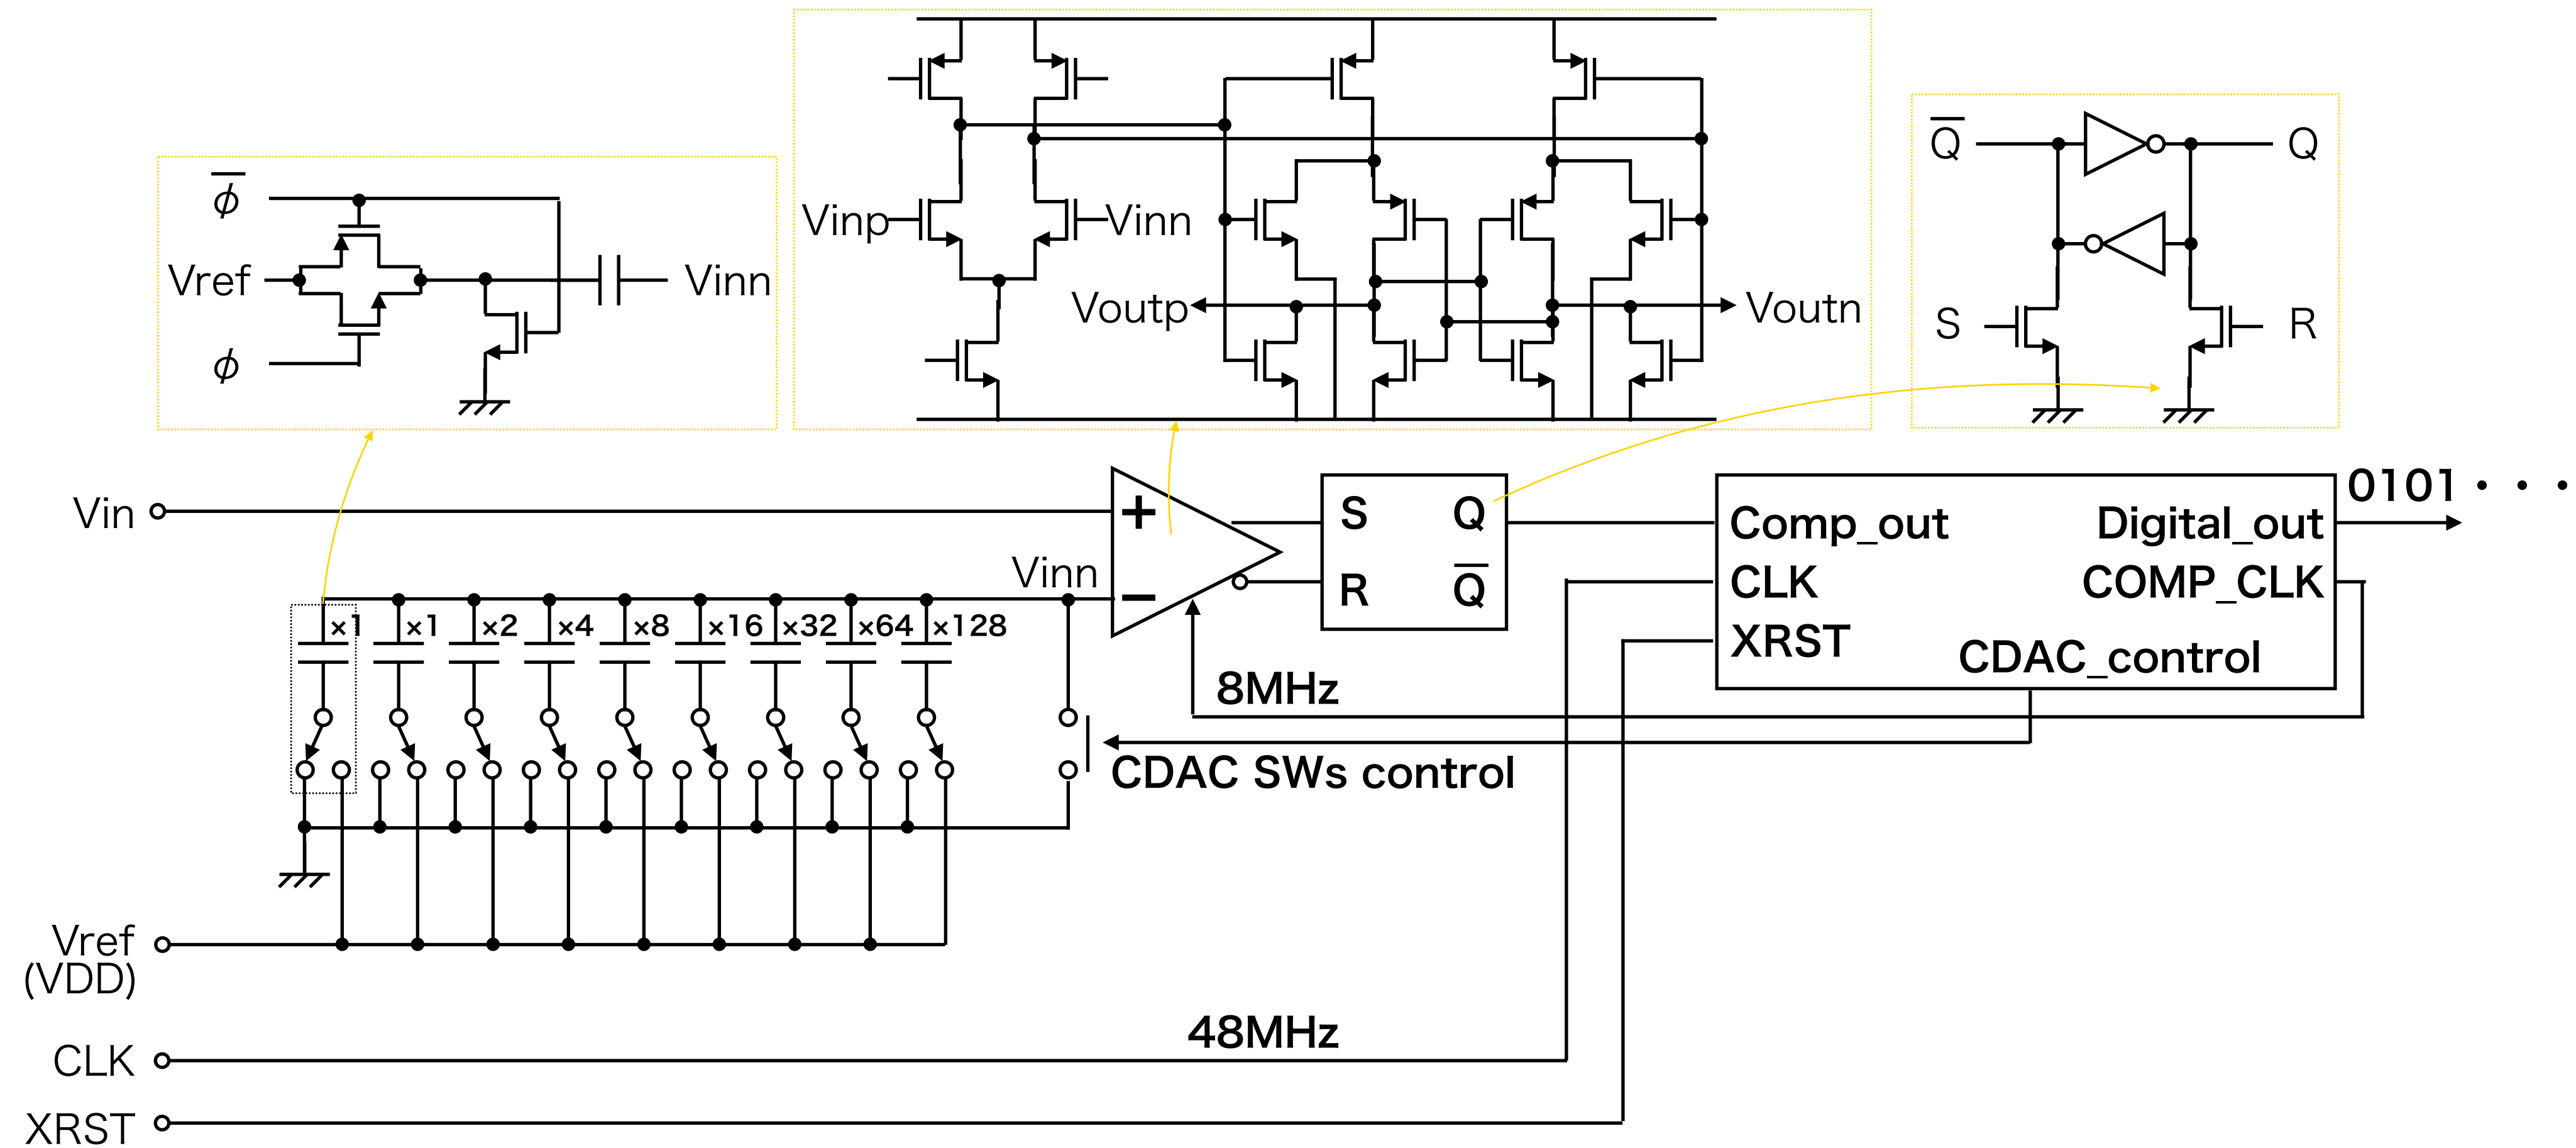 ϕ̅
Vref
Vinn
ϕ
Vinp
Vinn
Voutp
Voutn
Q̅
Q
S
R
Vin
Vinn
+
−
S
Q
R
Q̅
Comp_out
CLK
XRST
Digital_out
COMP_CLK
CDAC_control
0101・・・
×1
×1
×2
×4
×8
×16
×32
×64
×128
8MHz
CDAC SWs control
Vref
(VDD)
48MHz
CLK
XRST